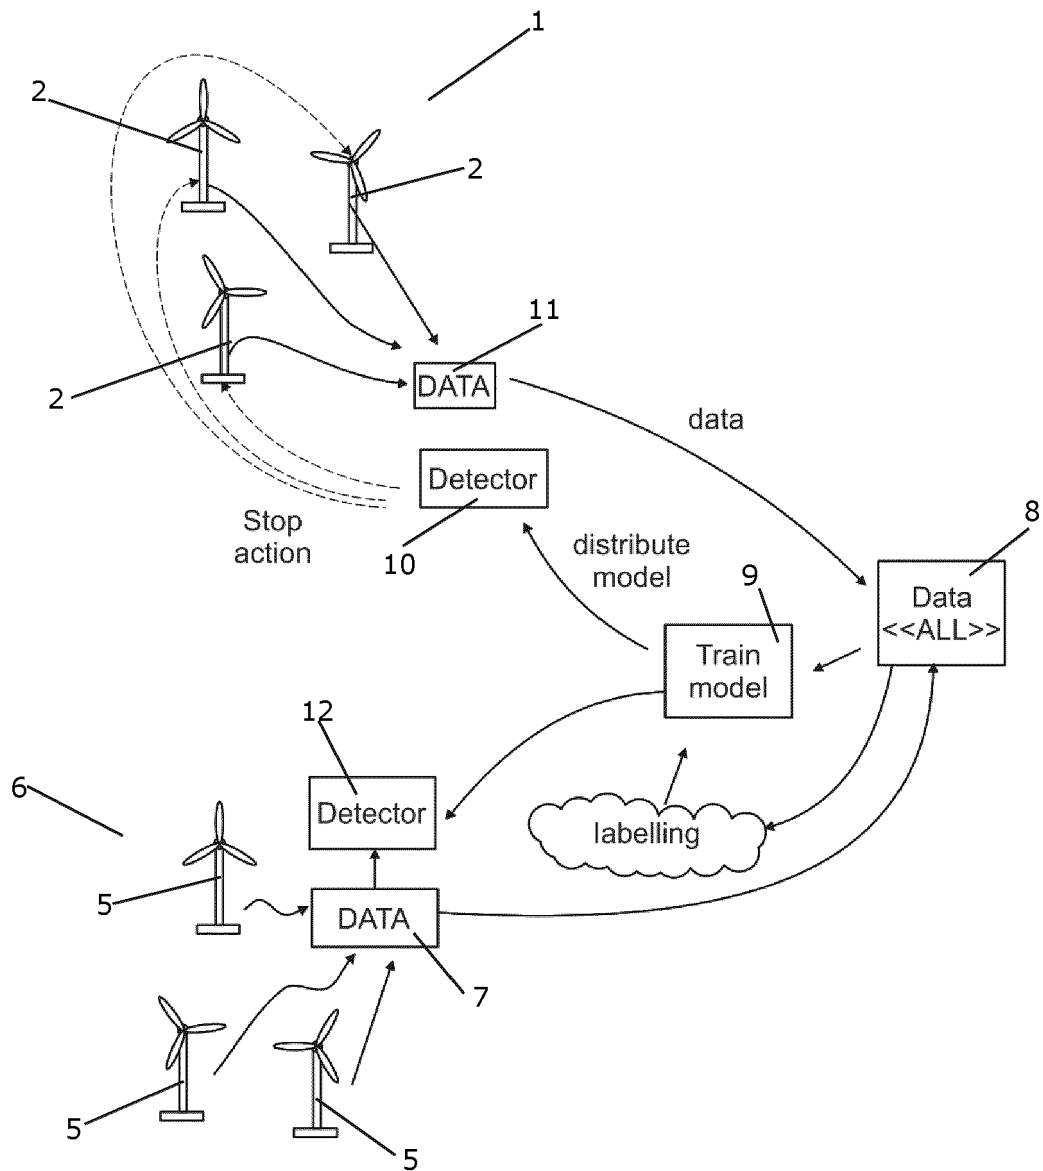 1
2
2
11
DATA
2
data
Detector
Stop
action
10
distribute
model
8
Data
<<ALL>>
9
Train
model
12
6
Detector
labelling
5
DATA
7
5
5